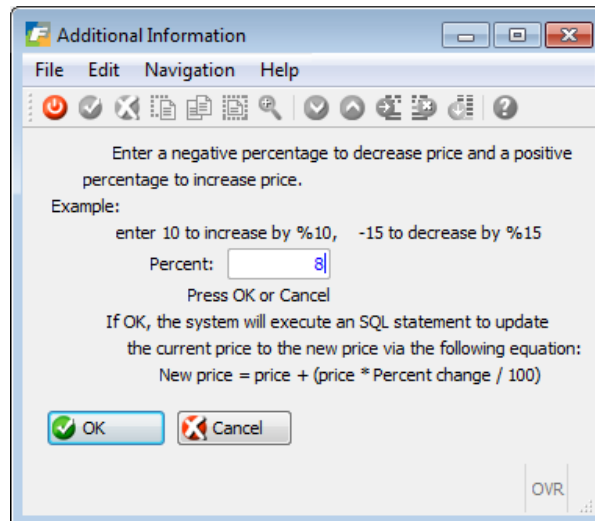 Additional Information
File Edit Navigation Help
Enter a negative percentage to decrease price and a positive
percentage to increase price.
Example:
enter 10 to increase by %10, -15 to decrease by %15
Percent: 8
Press OK or Cancel
If OK, the system will execute an SQL statement to update
the current price to the new price via the following equation:
New price = price + (price * Percent change / 100)
OK Cancel
OVR